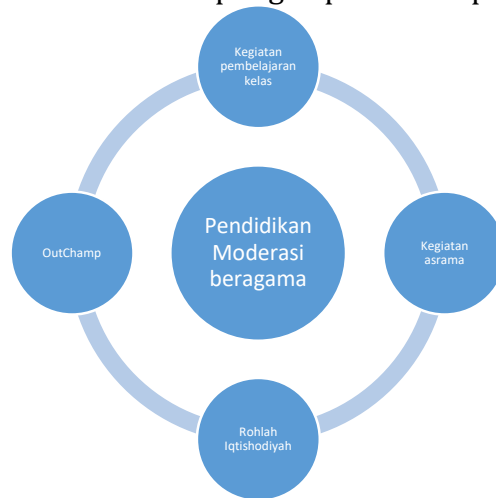 Kegiatan
pembelajaran
kelas
Pendidikan
Moderasi
beragama
OutChamp
Kegiatan
asrama
Rohlah
Iqtishodiyah